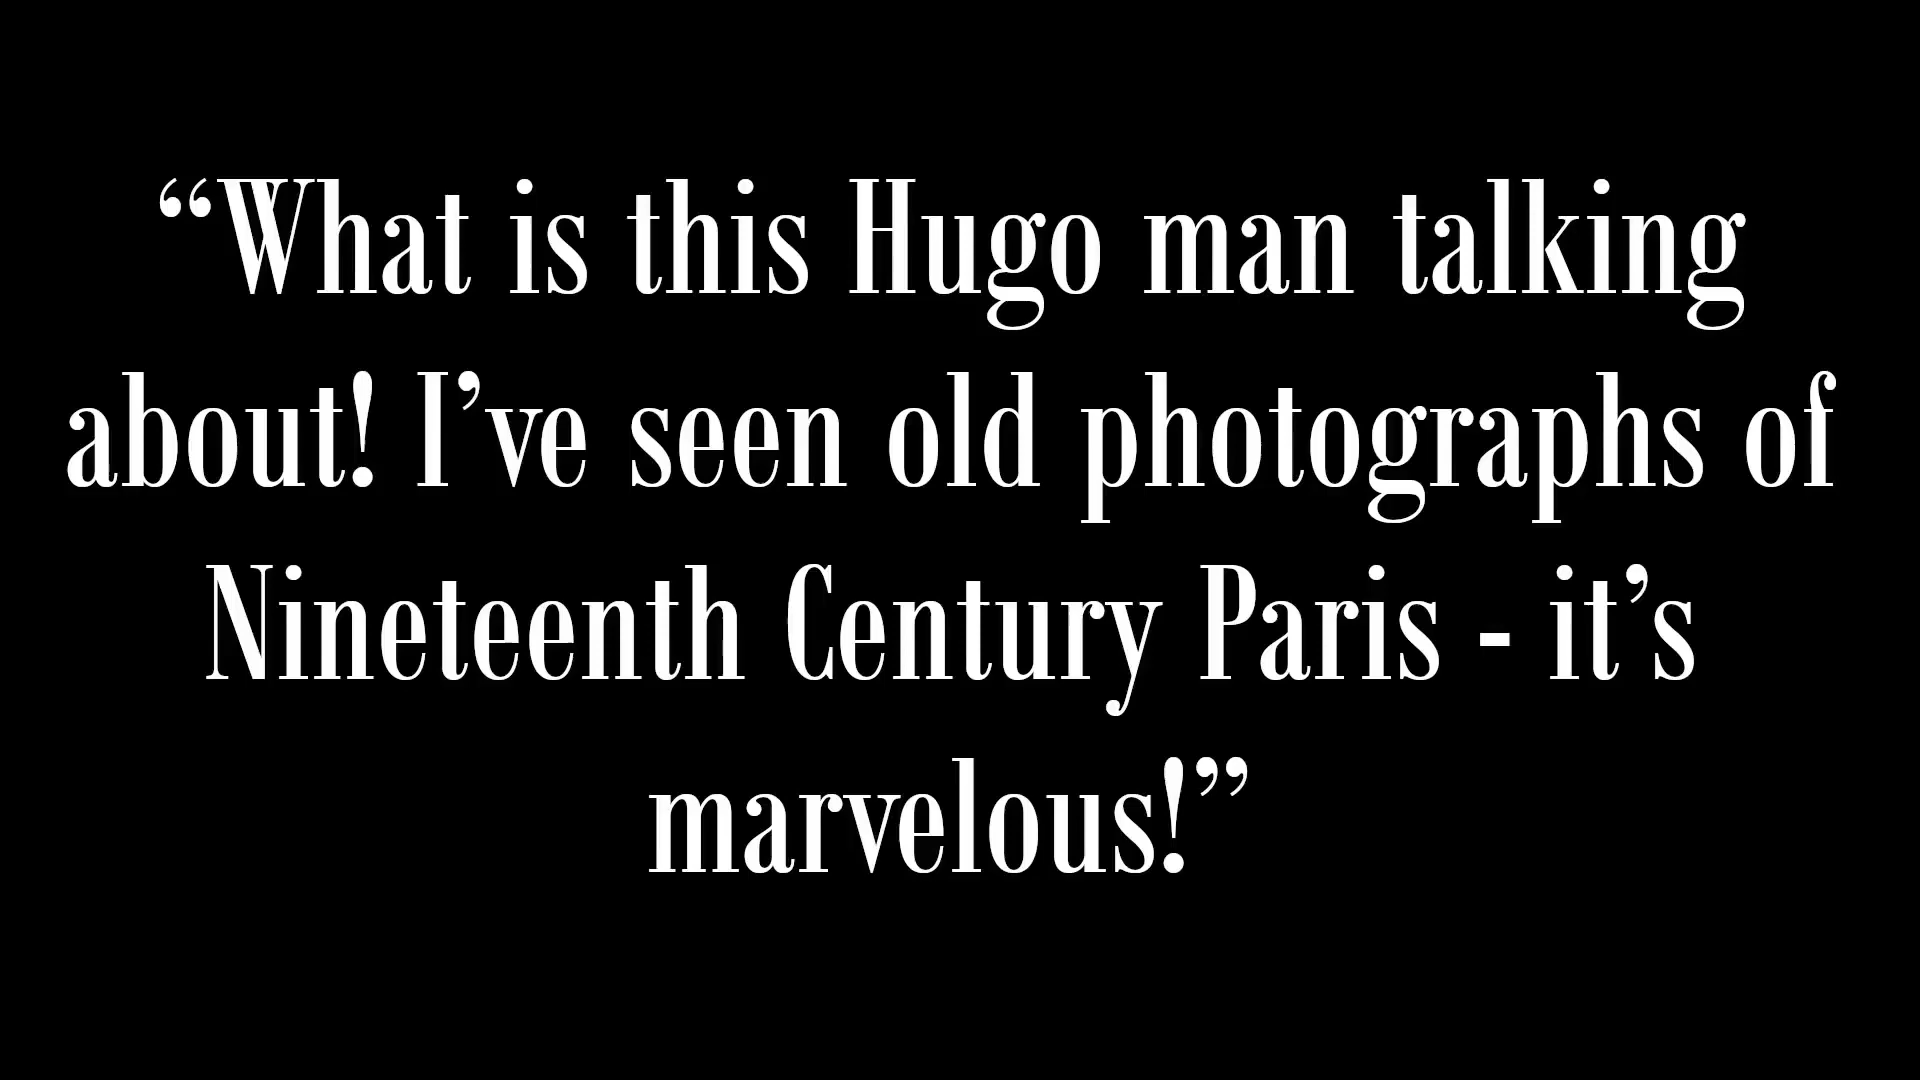 “What is this Hugo man talking
about! I’ve seen old photographs of
Nineteenth Century Paris - it’s
marvelous!”